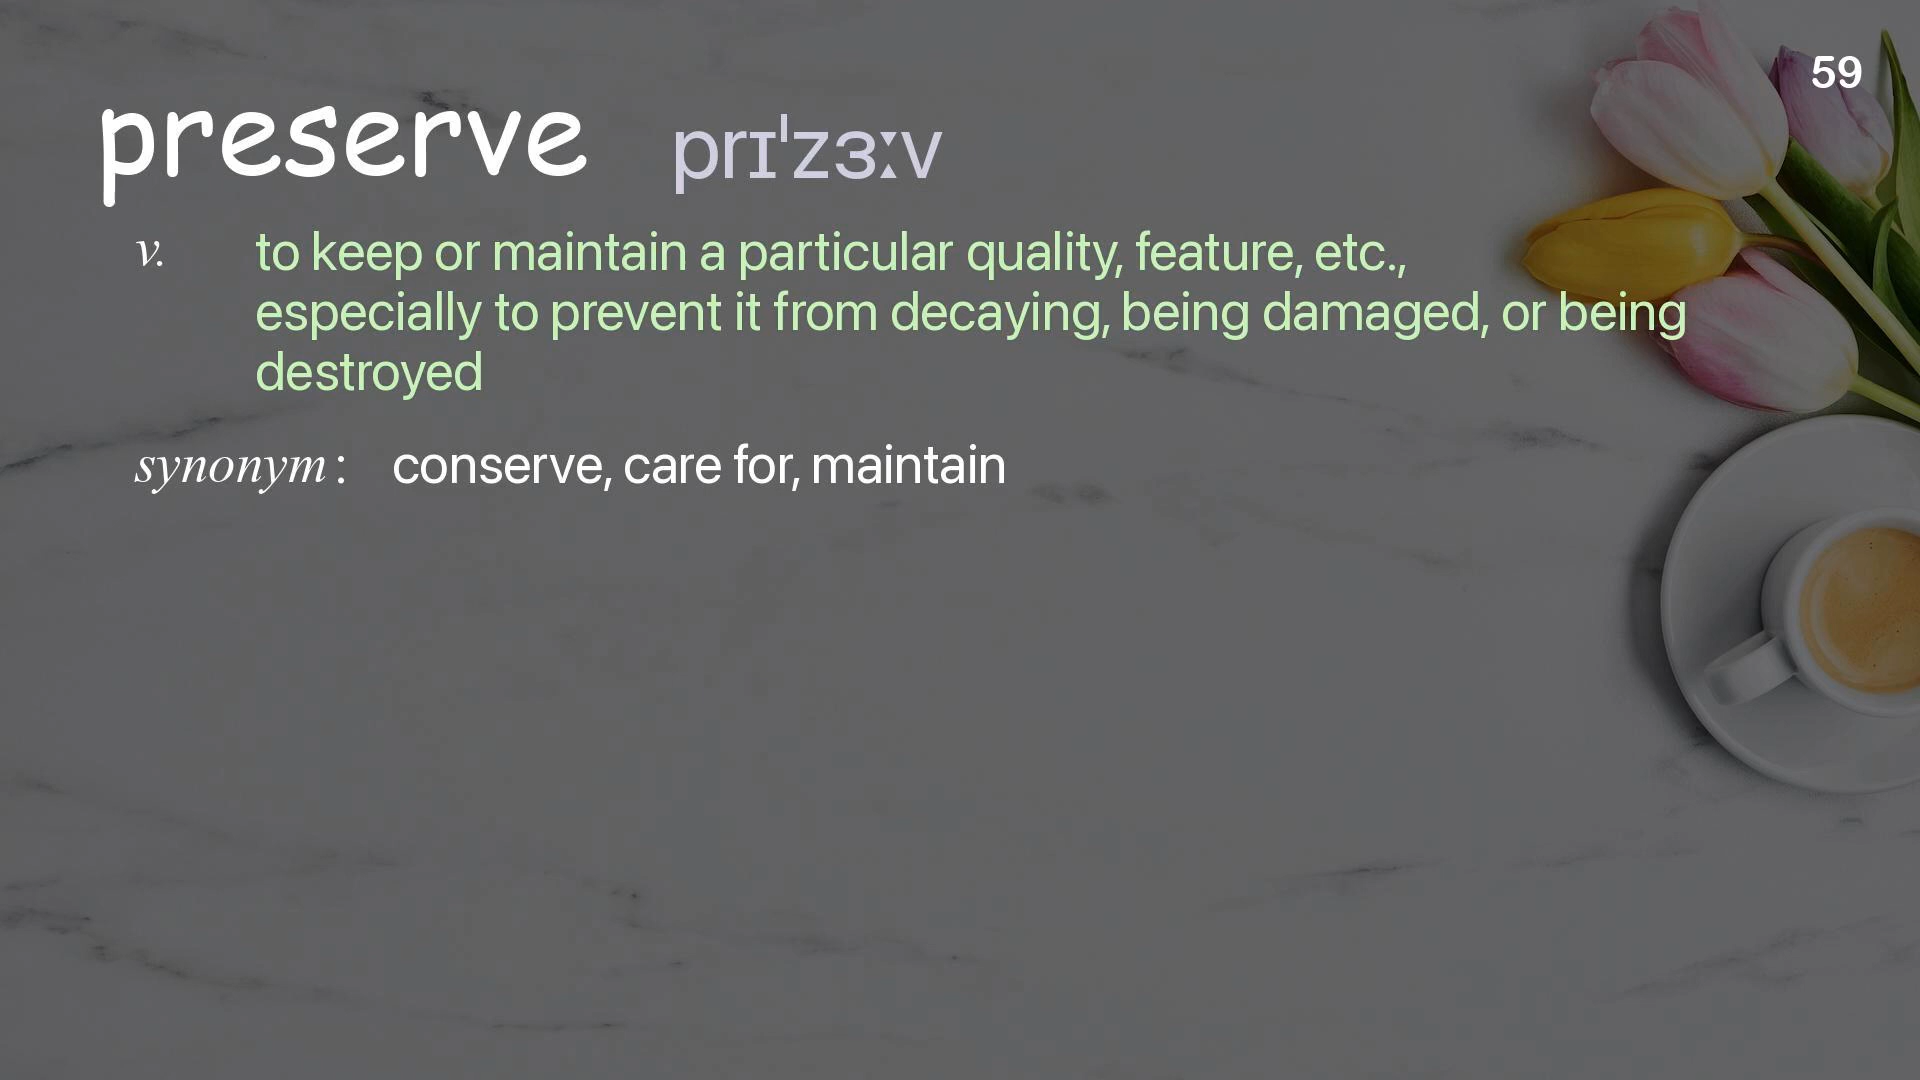 59
preserve prɪˈzɜːv
v. to keep or maintain a particular quality, feature, etc.,
especially to prevent it from decaying, being damaged, or being
destroyed
synonym : conserve, care for, maintain